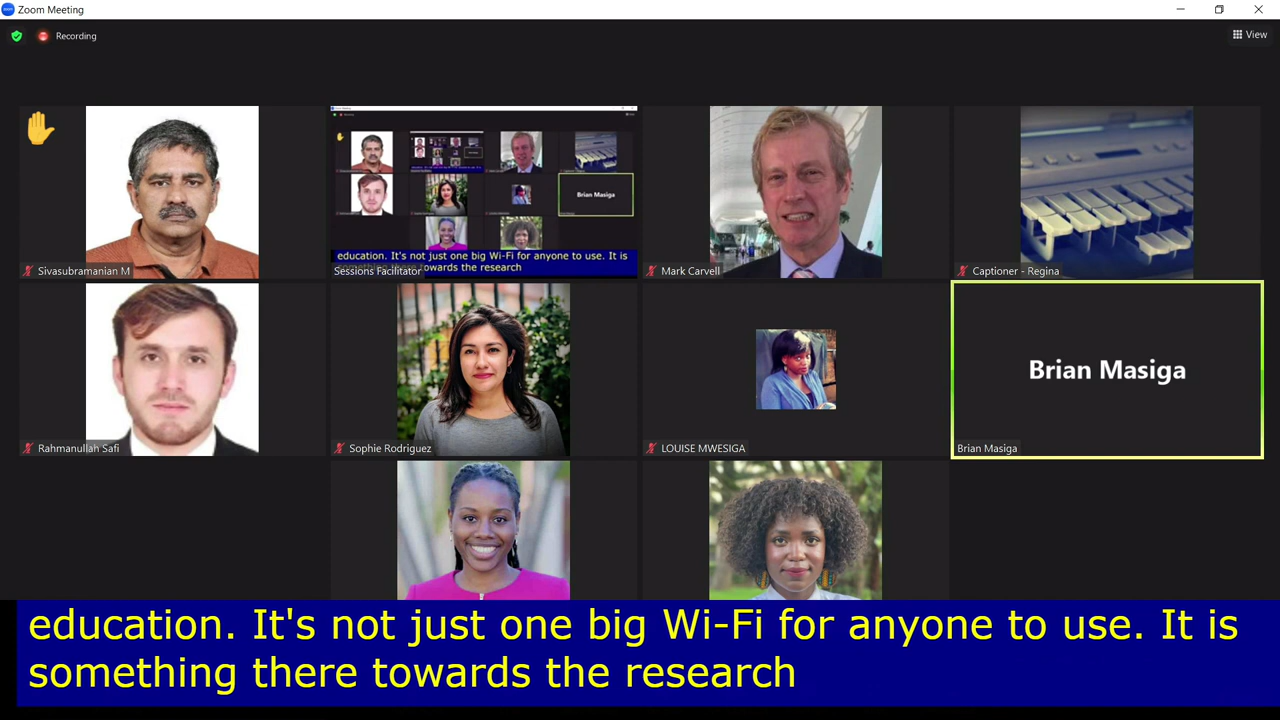 Zoom Meeting
Recording
View
Sivasubramanian M
education. It's not just one big Wi-Fi for anyone to use. It is
towards the research
Brian Masiga
Sessions Facilitator
Mark Carvell
Captioner - Regina
Rahmanullah Safi
Sophie Rodriguez
LOUISE MWESIGA
Brian Masiga
Brian Masiga
education. It's not just one big Wi-Fi for anyone to use. It is
something there towards the research